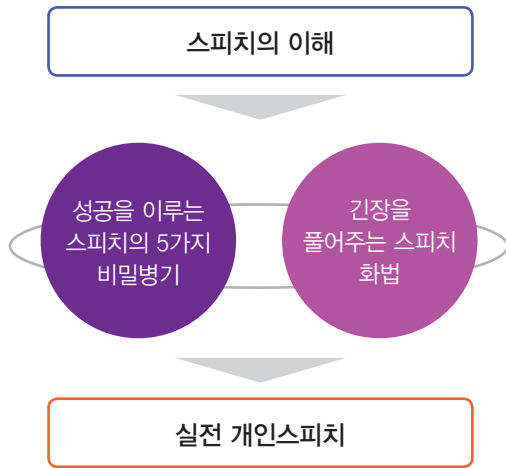 스피치의 이해
성공을 이루는
스피치의 5가지
비밀병기
긴장을
풀어주는 스피치
화법
실전 개인스피치